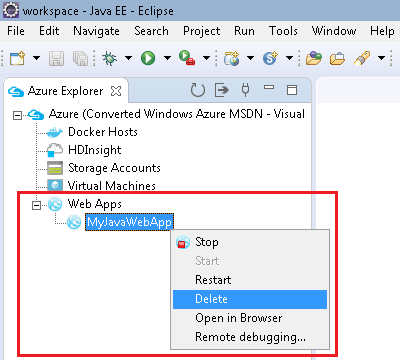 workspace - Java EE - Eclipse
File Edit Navigate Search Project Run Tools Window H
Azure Explorer
Azure (Converted Windows Azure MSDN - Visual
Docker Hosts
HDInsight
Storage Accounts
Virtual Machines
Web Apps
MyJavaWebApp
Stop
Start
Restart
Delete
Open in Browser
Remote debugging...